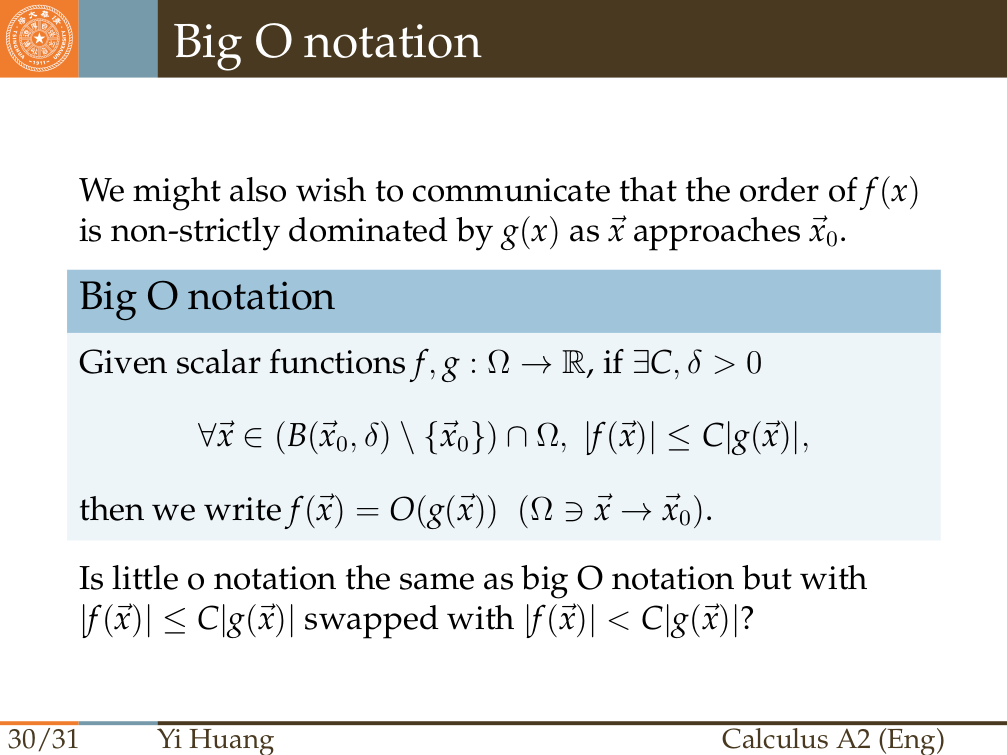 Big O notation
We might also wish to communicate that the order of f(x)
is non-strictly dominated by g(x) as x⃗ approaches x⃗₀.
Big O notation
Given scalar functions f, g : Ω → ℝ, if ∃C, δ > 0
∀x⃗ ∈ (B(x⃗₀, δ) \ {x⃗₀}) ∩ Ω, |f(x⃗)| ≤ C|g(x⃗)|,
then we write f(x⃗) = O(g(x⃗)) (Ω ∋ x⃗ → x⃗₀).
Is little o notation the same as big O notation but with
|f(x⃗)| ≤ C|g(x⃗)| swapped with |f(x⃗)| < C|g(x⃗)|?
30/31 Yi Huang Calculus A2 (Eng)